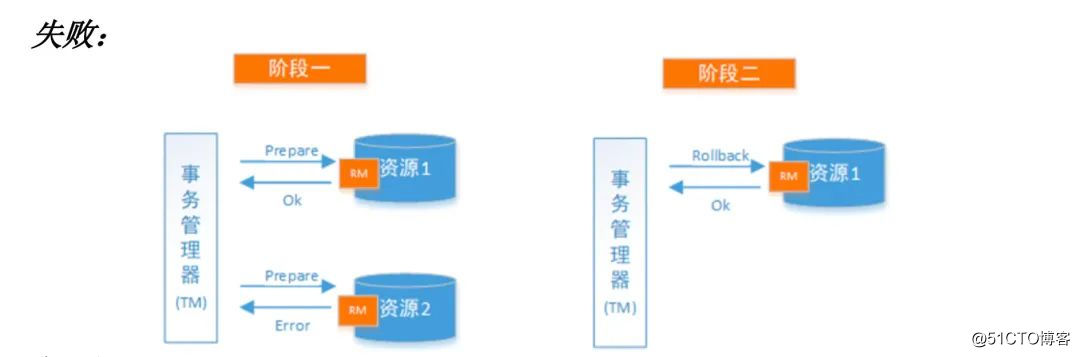 失败：
阶段一
事务管理器
(TM)
Prepare
Ok
RM
资源1
Prepare
Error
RM
资源2
阶段二
事务管理器
(TM)
Rollback
Ok
RM
资源1
@51CTO博客